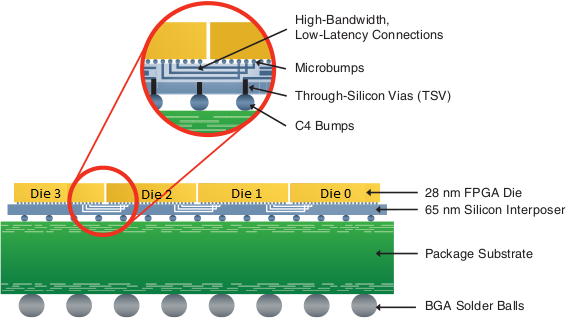 High-Bandwidth,
Low-Latency Connections
Microbumps
Through-Silicon Vias (TSV)
C4 Bumps
Die 3
Die 2
Die 1
Die 0
28 nm FPGA Die
65 nm Silicon Interposer
Package Substrate
BGA Solder Balls